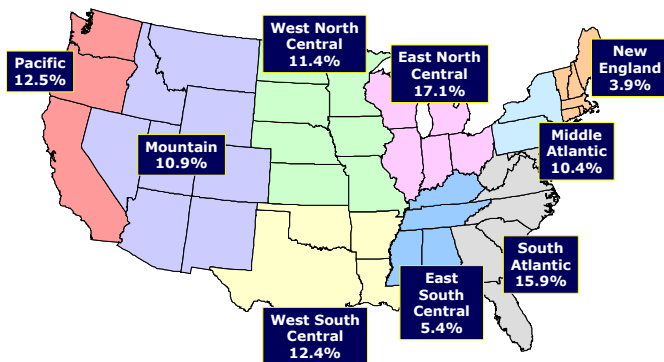 West North
Central
11.4%
New
England
3.9%
East North
Central
17.1%
Pacific
12.5%
Middle
Atlantic
10.4%
Mountain
10.9%
South
Atlantic
15.9%
East
South
Central
5.4%
West South
Central
12.4%